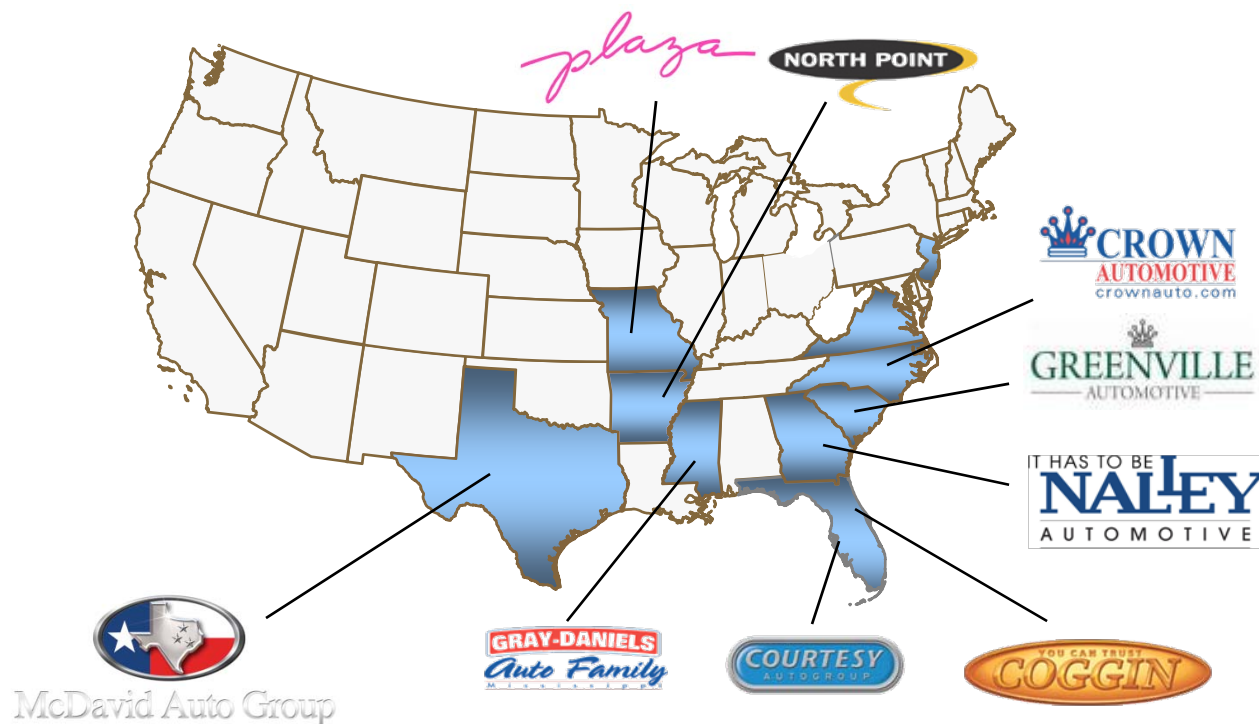 plaza
NORTH POINT
CROWN
AUTOMOTIVE
crownauto.com
GREENVILLE
AUTOMOTIVE
IT HAS TO BE
NALLEY
AUTOMOTIVE
McDavid Auto Group
GRAY-DANIELS
Auto Family
Mississippi
COURTESY
AUTOGROUP
YOU CAN TRUST
COGGIN